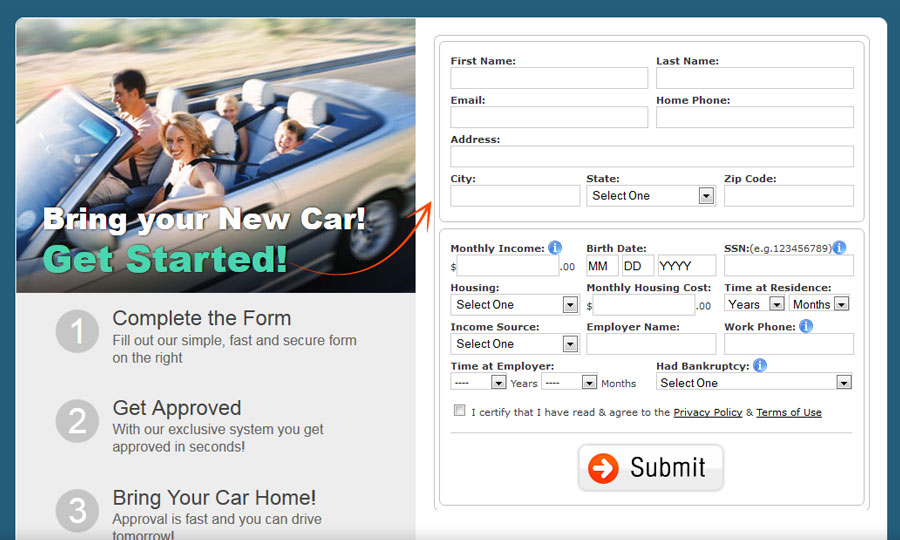 Bring your New Car!
Get Started!
1
Complete the Form
Fill out our simple, fast and secure form
on the right
2
Get Approved
With our exclusive system you get
approved in seconds!
3
Bring Your Car Home!
Approval is fast and you can drive
tomorrow!
First Name: Last Name:
Email: Home Phone:
Address:
City: State: Zip Code:
Select One
Monthly Income: i Birth Date: SSN:(e.g.123456789) i
$ .00 MM DD YYYY
Housing: Monthly Housing Cost: Time at Residence:
Select One $ .00 Years Months
Income Source: Employer Name: Work Phone: i
Select One
Time at Employer: Had Bankruptcy: i
---- Years ---- Months Select One
I certify that I have read & agree to the Privacy Policy & Terms of Use
Submit